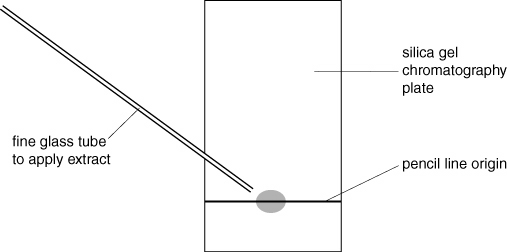 silica gel
chromatography
plate
fine glass tube
to apply extract
pencil line origin